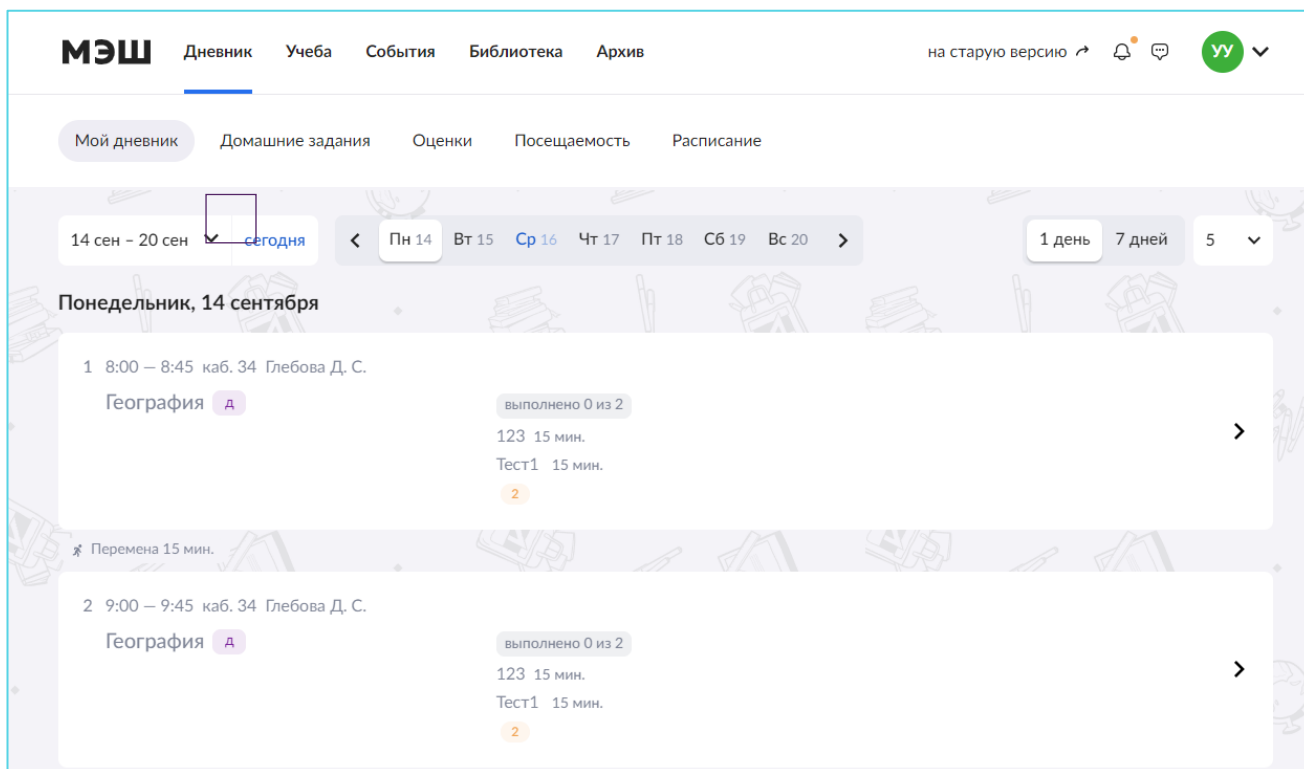 МЭШ Дневник Учеба События Библиотека Архив на старую версию УУ
Мой дневник Домашние задания Оценки Посещаемость Расписание
14 сен – 20 сен сегодня Пн 14 Вт 15 Ср 16 Чт 17 Пт 18 Сб 19 Вс 20 1 день 7 дней 5
Понедельник, 14 сентября
1 8:00 — 8:45 каб. 34 Глебова Д. С.
География д выполнено 0 из 2
123 15 мин.
Тест1 15 мин.
2
Перемена 15 мин.
2 9:00 — 9:45 каб. 34 Глебова Д. С.
География д выполнено 0 из 2
123 15 мин.
Тест1 15 мин.
2